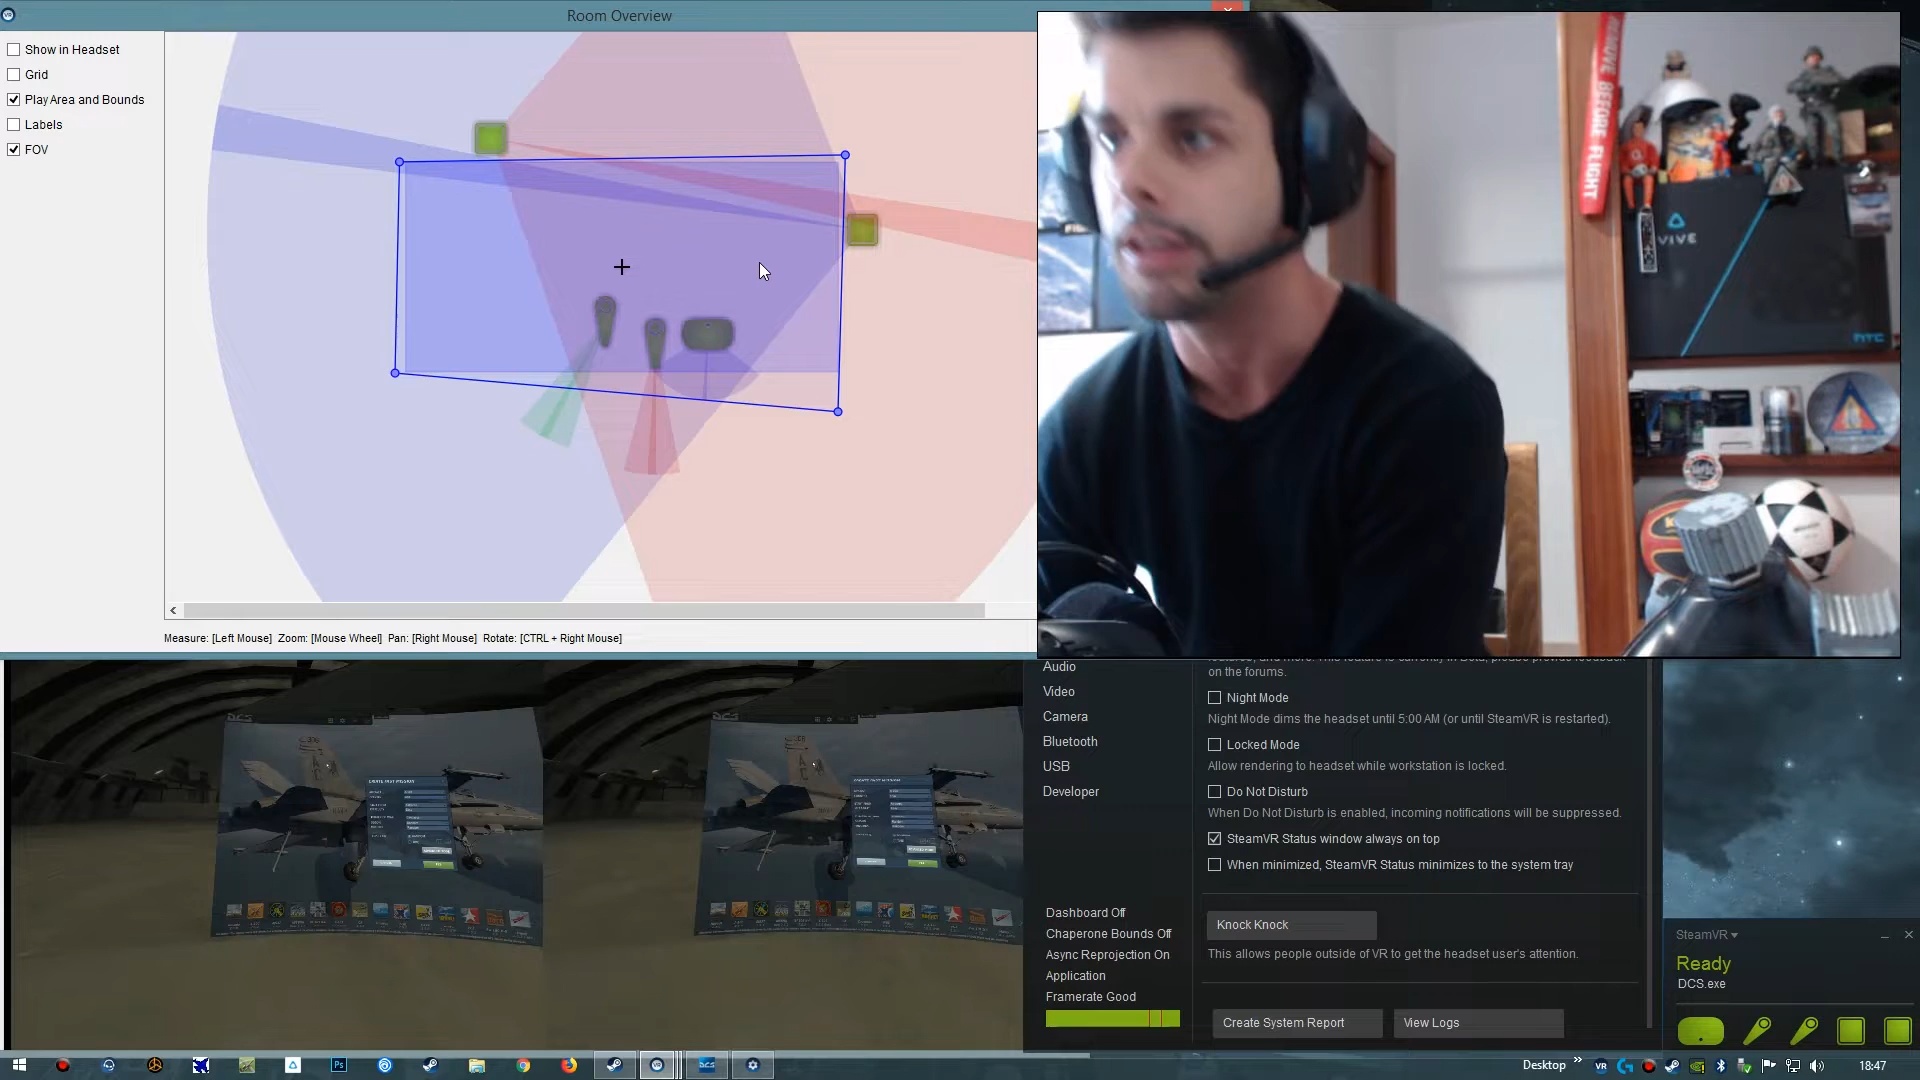 Room Overview
Show in Headset
Grid
Play Area and Bounds
Labels
FOV
Measure: [Left Mouse] Zoom: [Mouse Wheel] Pan: [Right Mouse] Rotate: [CTRL + Right Mouse]
REMOVE BEFORE FLIGHT
VIVE
HTC
Audio
Video
Camera
Bluetooth
USB
Developer
Dashboard Off
Chaperone Bounds Off
Async Reprojection On
Application
Framerate Good
on the forums.
Night Mode
Night Mode dims the headset until 5:00 AM (or until SteamVR is restarted).
Locked Mode
Allow rendering to headset while workstation is locked.
Do Not Disturb
When Do Not Disturb is enabled, incoming notifications will be suppressed.
SteamVR Status window always on top
When minimized, SteamVR Status minimizes to the system tray
Knock Knock
This allows people outside of VR to get the headset user's attention.
Create System Report
View Logs
SteamVR
Ready
DCS.exe
Desktop
18:47